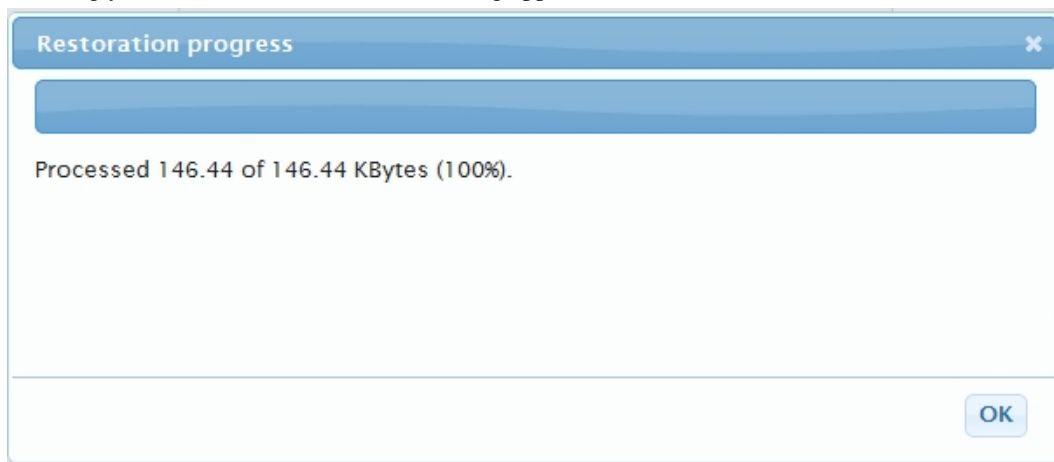 Restoration progress
Processed 146.44 of 146.44 KBytes (100%).
OK